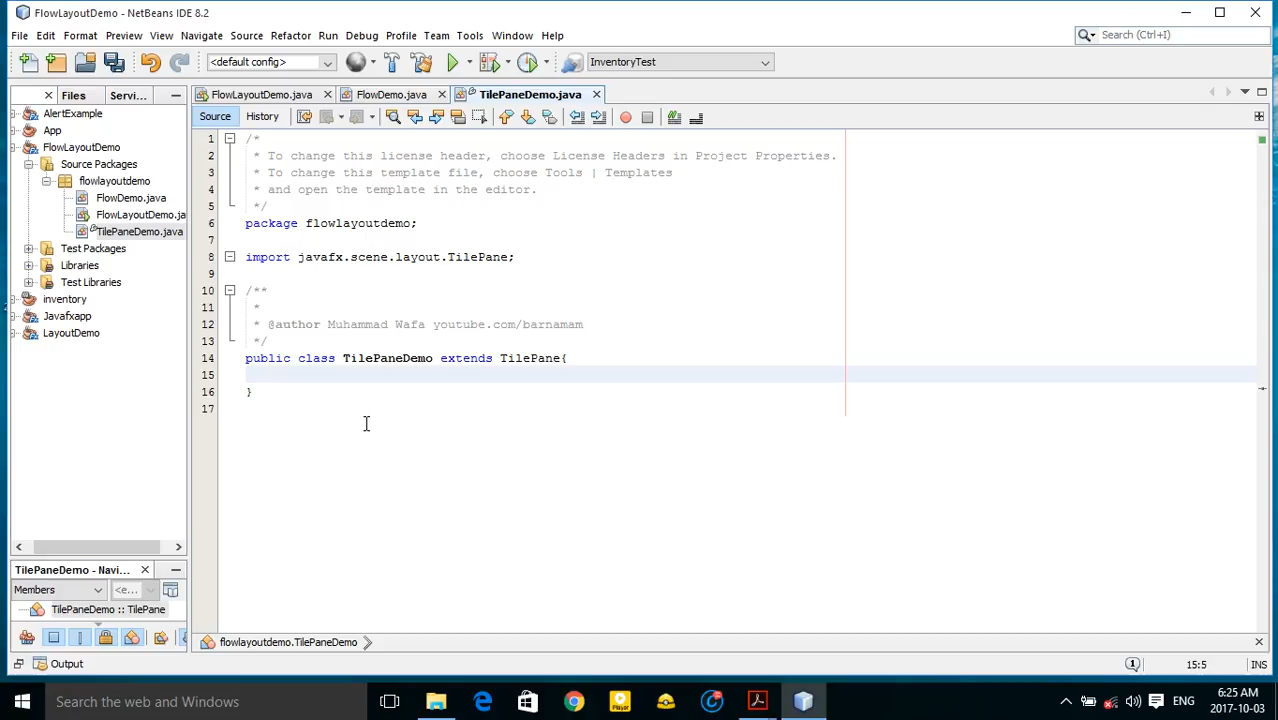 FlowLayoutDemo - NetBeans IDE 8.2
File Edit Format Preview View Navigate Source Refactor Run Debug Profile Team Tools Window Help
Search (Ctrl+I)
<default config>
InventoryTest
Files Servi...
FlowLayoutDemo.java FlowDemo.java TilePaneDemo.java
Source History
AlertExample
App
FlowLayoutDemo
Source Packages
flowlayoutdemo
FlowDemo.java
FlowLayoutDemo.ja
TilePaneDemo.java
Test Packages
Libraries
Test Libraries
inventory
Javafxapp
LayoutDemo
1 /*
2 * To change this license header, choose License Headers in Project Properties.
3 * To change this template file, choose Tools | Templates
4 * and open the template in the editor.
5 */
6 package flowlayoutdemo;
7
8 import javafx.scene.layout.TilePane;
9
10 /**
11 *
12 * @author Muhammad Wafa youtube.com/barnamam
13 */
14 public class TilePaneDemo extends TilePane{
15
16 }
17
TilePaneDemo - Navi...
Members <e...
TilePaneDemo :: TilePane
flowlayoutdemo.TilePaneDemo
Output
1 15:5 INS
Search the web and Windows
Player
ENG
6:25 AM
2017-10-03